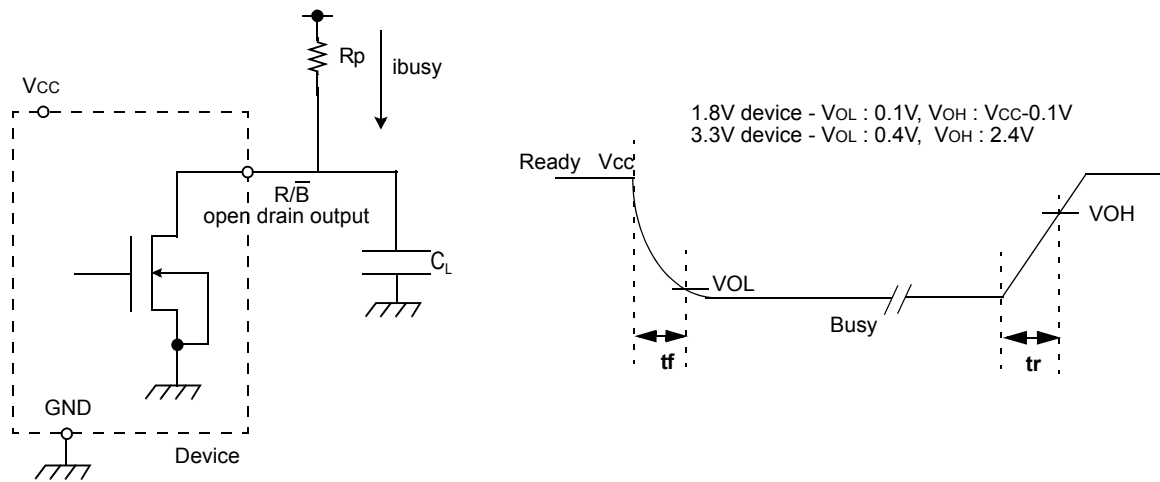 Rp
ibusy
VCC
R/B̅
open drain output
CL
GND
Device
1.8V device - VOL : 0.1V, VOH : VCC-0.1V
3.3V device - VOL : 0.4V, VOH : 2.4V
Ready Vcc
VOH
VOL
Busy
tf
tr